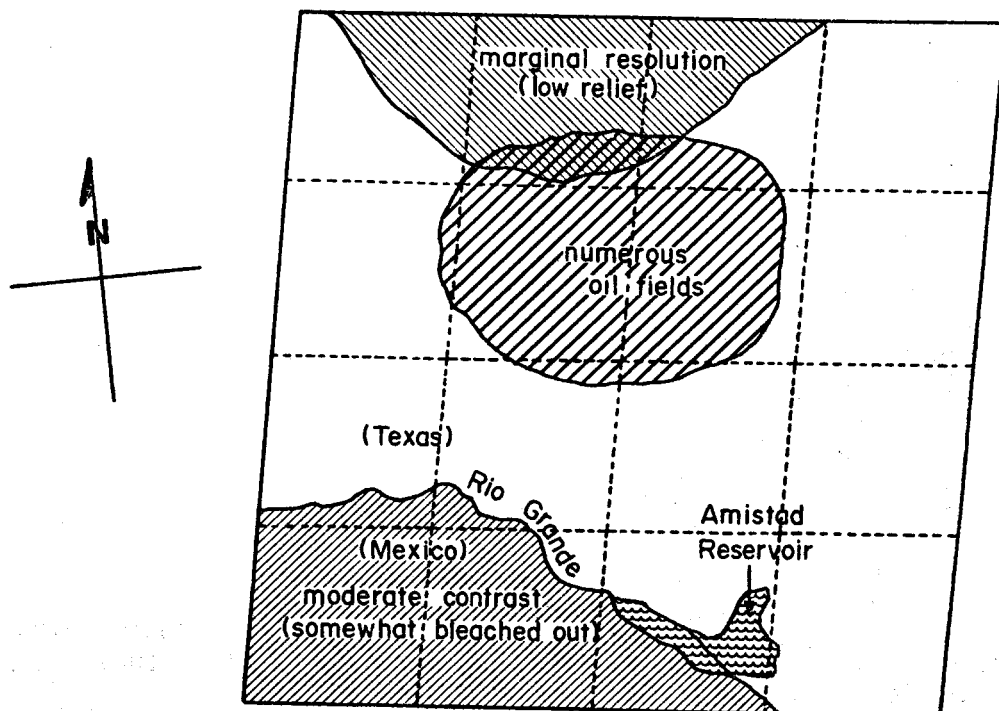 marginal resolution
(low relief)
N
numerous
oil fields
(Texas)
Rio Grande
Amistad
Reservoir
(Mexico)
moderate contrast
(somewhat bleached out)